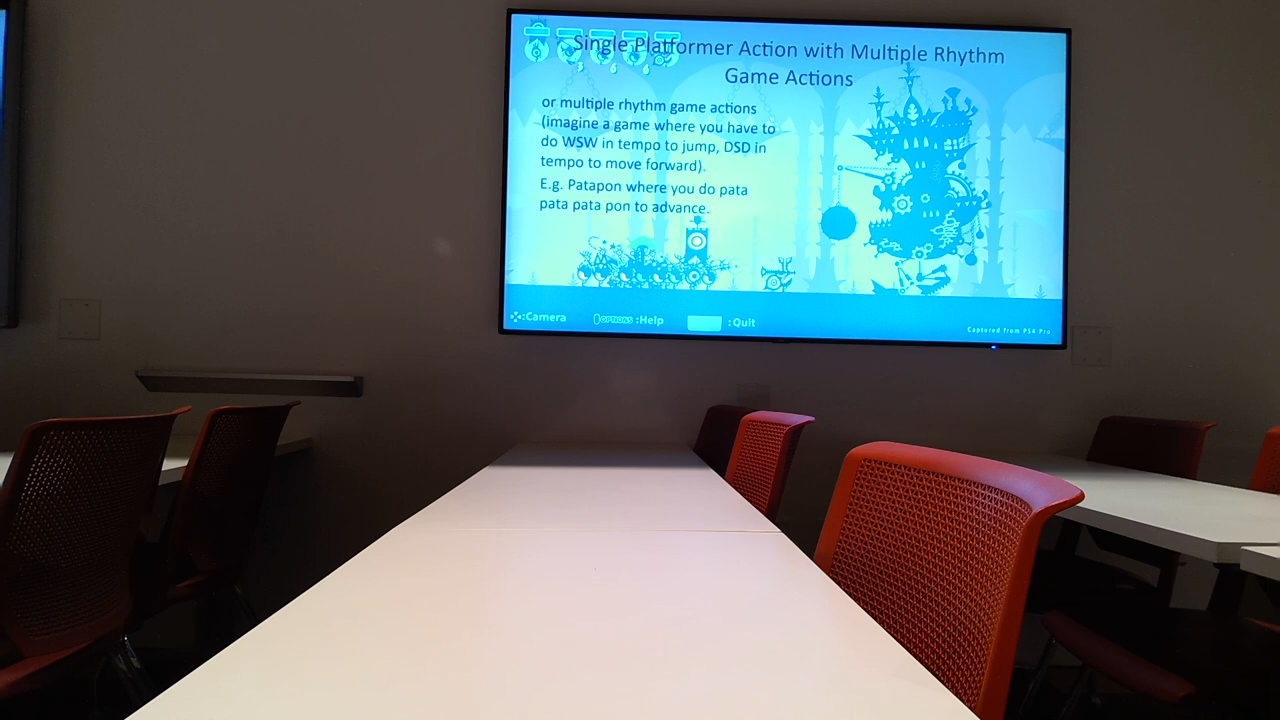 Single Platformer Action with Multiple Rhythm
Game Actions
or multiple rhythm game actions
(imagine a game where you have to
do WSW in tempo to jump, DSD in
tempo to move forward).
E.g. Patapon where you do pata
pata pata pon to advance.
:Camera OPTIONS :Help :Quit
Captured from PS4 Pro